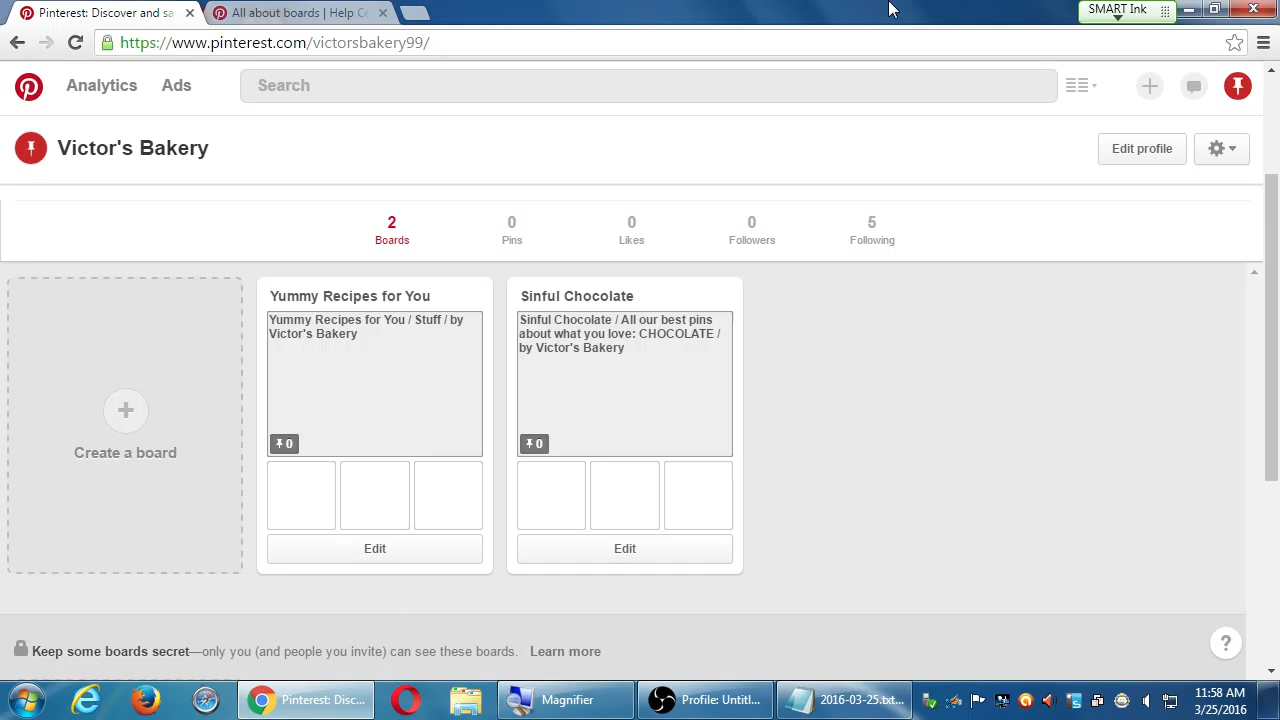 Pinterest: Discover and sa
All about boards | Help Ce
SMART Ink
https://www.pinterest.com/victorsbakery99/
Analytics
Ads
Search
Victor's Bakery
Edit profile
2
Boards
0
Pins
0
Likes
0
Followers
5
Following
Create a board
Yummy Recipes for You
Yummy Recipes for You / Stuff / by
Victor's Bakery
0
Edit
Sinful Chocolate
Sinful Chocolate / All our best pins
about what you love: CHOCOLATE /
by Victor's Bakery
0
Edit
Keep some boards secret—only you (and people you invite) can see these boards. Learn more
?
Pinterest: Disc...
Magnifier
Profile: Untitl...
2016-03-25.txt...
11:58 AM
3/25/2016